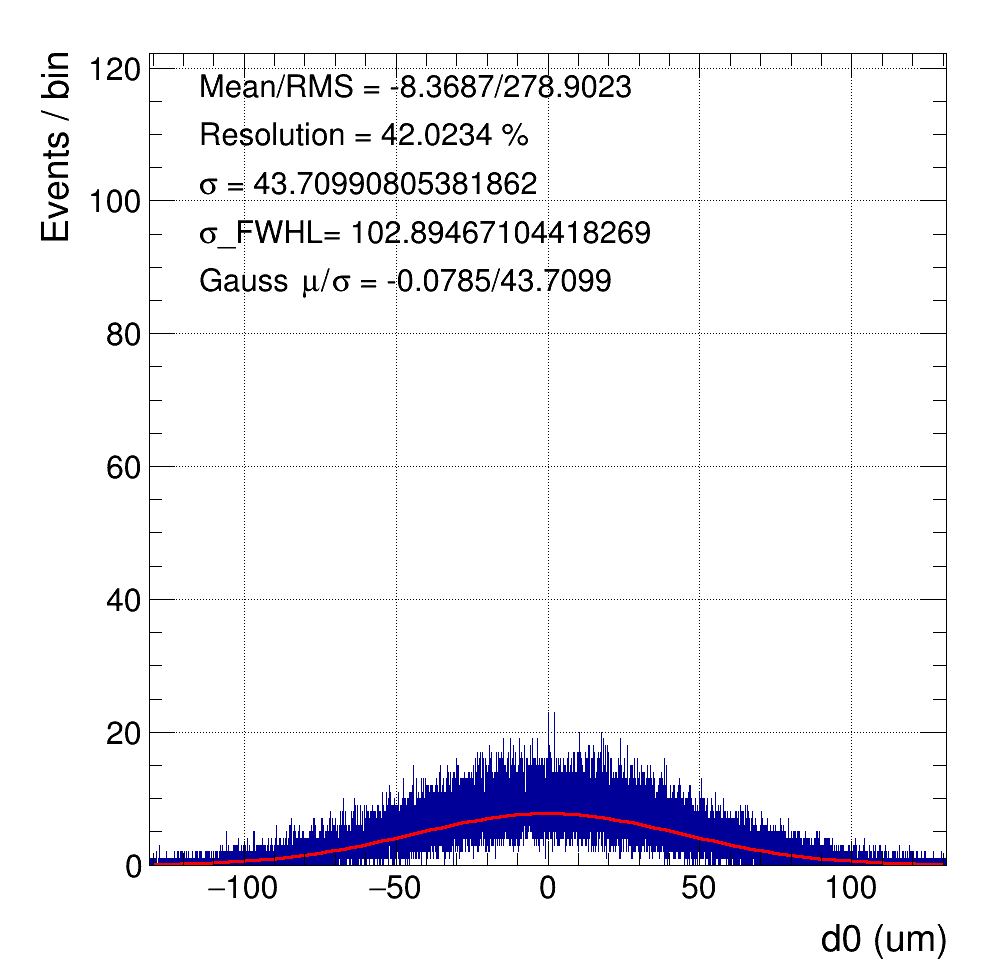 Events / bin
120
100
80
60
40
20
0
Mean/RMS = -8.3687/278.9023
Resolution = 42.0234 %
σ = 43.70990805381862
σ_FWHL= 102.89467104418269
Gauss μ/σ = -0.0785/43.7099
−100 −50 0 50 100
d0 (um)